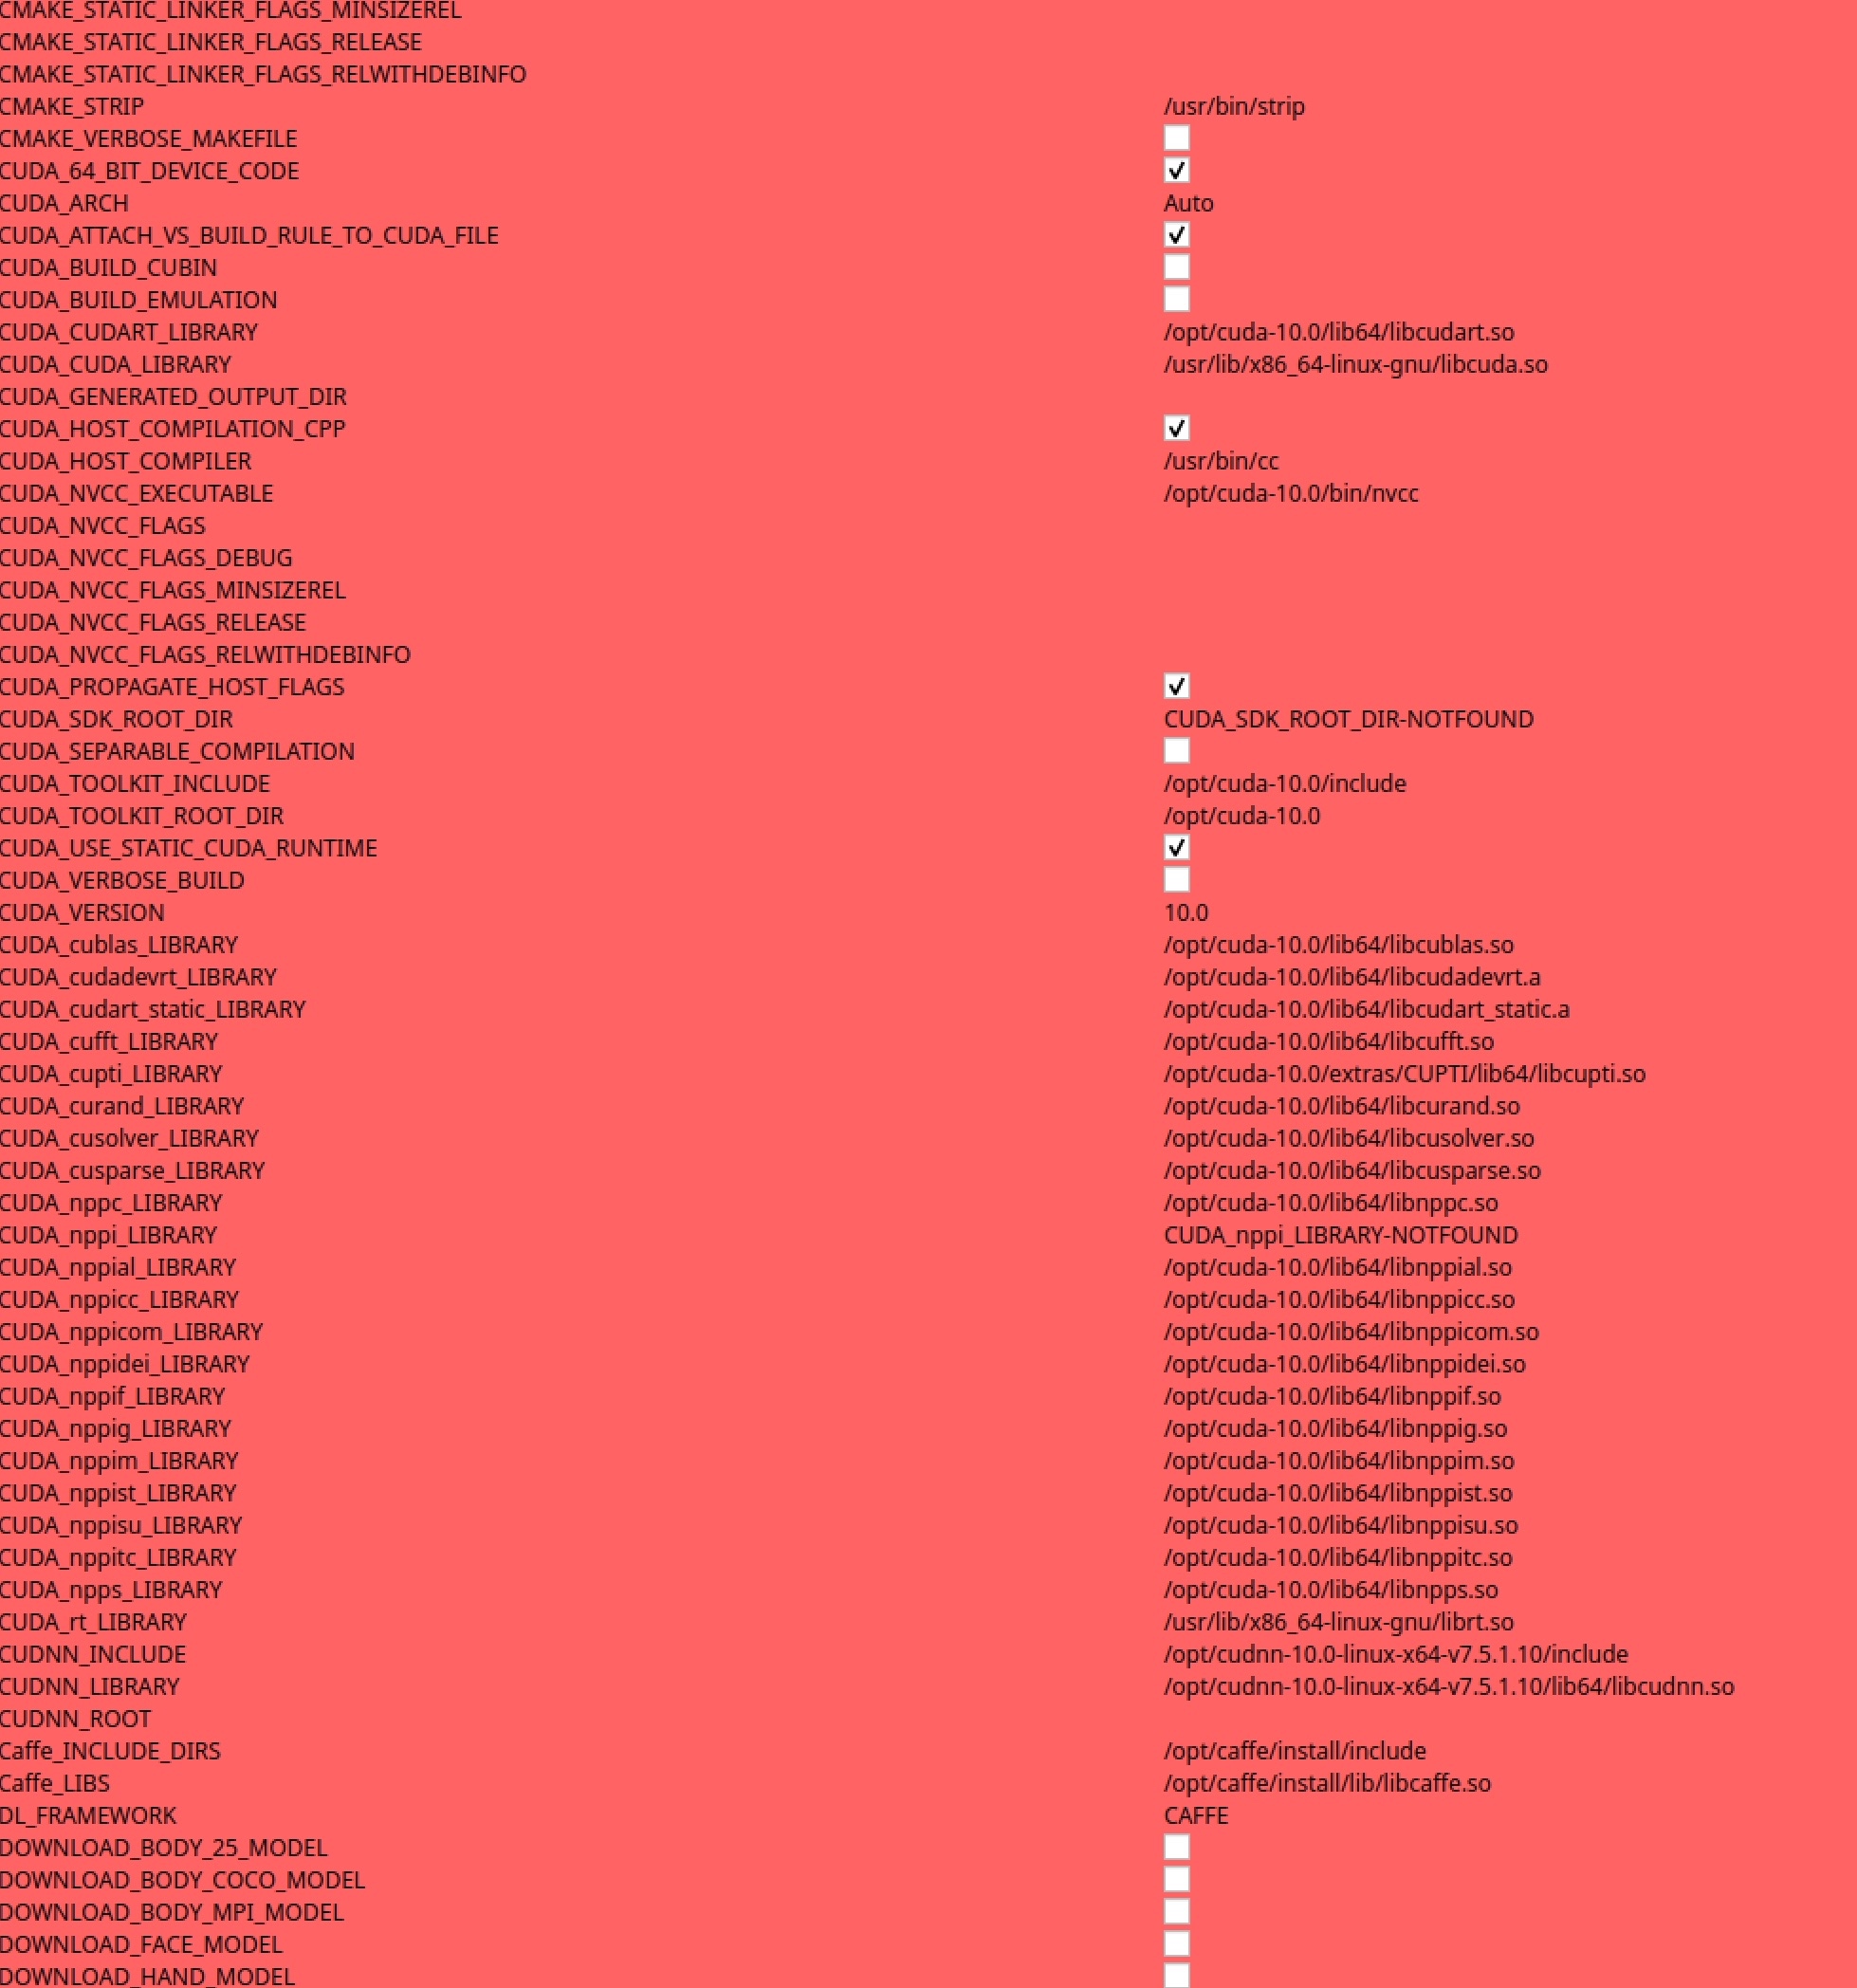 CMAKE_STATIC_LINKER_FLAGS_MINSIZEREL
CMAKE_STATIC_LINKER_FLAGS_RELEASE
CMAKE_STATIC_LINKER_FLAGS_RELWITHDEBINFO
CMAKE_STRIP /usr/bin/strip
CMAKE_VERBOSE_MAKEFILE
CUDA_64_BIT_DEVICE_CODE
CUDA_ARCH Auto
CUDA_ATTACH_VS_BUILD_RULE_TO_CUDA_FILE
CUDA_BUILD_CUBIN
CUDA_BUILD_EMULATION
CUDA_CUDART_LIBRARY /opt/cuda-10.0/lib64/libcudart.so
CUDA_CUDA_LIBRARY /usr/lib/x86_64-linux-gnu/libcuda.so
CUDA_GENERATED_OUTPUT_DIR
CUDA_HOST_COMPILATION_CPP
CUDA_HOST_COMPILER /usr/bin/cc
CUDA_NVCC_EXECUTABLE /opt/cuda-10.0/bin/nvcc
CUDA_NVCC_FLAGS
CUDA_NVCC_FLAGS_DEBUG
CUDA_NVCC_FLAGS_MINSIZEREL
CUDA_NVCC_FLAGS_RELEASE
CUDA_NVCC_FLAGS_RELWITHDEBINFO
CUDA_PROPAGATE_HOST_FLAGS
CUDA_SDK_ROOT_DIR CUDA_SDK_ROOT_DIR-NOTFOUND
CUDA_SEPARABLE_COMPILATION
CUDA_TOOLKIT_INCLUDE /opt/cuda-10.0/include
CUDA_TOOLKIT_ROOT_DIR /opt/cuda-10.0
CUDA_USE_STATIC_CUDA_RUNTIME
CUDA_VERBOSE_BUILD
CUDA_VERSION 10.0
CUDA_cublas_LIBRARY /opt/cuda-10.0/lib64/libcublas.so
CUDA_cudadevrt_LIBRARY /opt/cuda-10.0/lib64/libcudadevrt.a
CUDA_cudart_static_LIBRARY /opt/cuda-10.0/lib64/libcudart_static.a
CUDA_cufft_LIBRARY /opt/cuda-10.0/lib64/libcufft.so
CUDA_cupti_LIBRARY /opt/cuda-10.0/extras/CUPTI/lib64/libcupti.so
CUDA_curand_LIBRARY /opt/cuda-10.0/lib64/libcurand.so
CUDA_cusolver_LIBRARY /opt/cuda-10.0/lib64/libcusolver.so
CUDA_cusparse_LIBRARY /opt/cuda-10.0/lib64/libcusparse.so
CUDA_nppc_LIBRARY /opt/cuda-10.0/lib64/libnppc.so
CUDA_nppi_LIBRARY CUDA_nppi_LIBRARY-NOTFOUND
CUDA_nppial_LIBRARY /opt/cuda-10.0/lib64/libnppial.so
CUDA_nppicc_LIBRARY /opt/cuda-10.0/lib64/libnppicc.so
CUDA_nppicom_LIBRARY /opt/cuda-10.0/lib64/libnppicom.so
CUDA_nppidei_LIBRARY /opt/cuda-10.0/lib64/libnppidei.so
CUDA_nppif_LIBRARY /opt/cuda-10.0/lib64/libnppif.so
CUDA_nppig_LIBRARY /opt/cuda-10.0/lib64/libnppig.so
CUDA_nppim_LIBRARY /opt/cuda-10.0/lib64/libnppim.so
CUDA_nppist_LIBRARY /opt/cuda-10.0/lib64/libnppist.so
CUDA_nppisu_LIBRARY /opt/cuda-10.0/lib64/libnppisu.so
CUDA_nppitc_LIBRARY /opt/cuda-10.0/lib64/libnppitc.so
CUDA_npps_LIBRARY /opt/cuda-10.0/lib64/libnpps.so
CUDA_rt_LIBRARY /usr/lib/x86_64-linux-gnu/librt.so
CUDNN_INCLUDE /opt/cudnn-10.0-linux-x64-v7.5.1.10/include
CUDNN_LIBRARY /opt/cudnn-10.0-linux-x64-v7.5.1.10/lib64/libcudnn.so
CUDNN_ROOT
Caffe_INCLUDE_DIRS /opt/caffe/install/include
Caffe_LIBS /opt/caffe/install/lib/libcaffe.so
DL_FRAMEWORK CAFFE
DOWNLOAD_BODY_25_MODEL
DOWNLOAD_BODY_COCO_MODEL
DOWNLOAD_BODY_MPI_MODEL
DOWNLOAD_FACE_MODEL
DOWNLOAD_HAND_MODEL